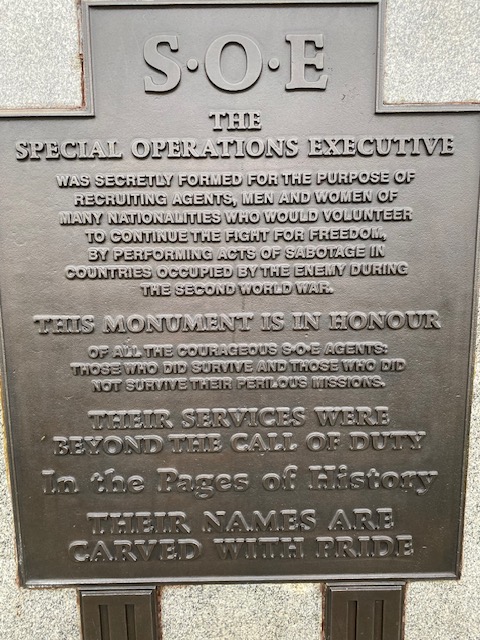 S·O·E
THE
SPECIAL OPERATIONS EXECUTIVE
WAS SECRETLY FORMED FOR THE PURPOSE OF
RECRUITING AGENTS, MEN AND WOMEN OF
MANY NATIONALITIES WHO WOULD VOLUNTEER
TO CONTINUE THE FIGHT FOR FREEDOM,
BY PERFORMING ACTS OF SABOTAGE IN
COUNTRIES OCCUPIED BY THE ENEMY DURING
THE SECOND WORLD WAR.
THIS MONUMENT IS IN HONOUR
OF ALL THE COURAGEOUS S·O·E AGENTS:
THOSE WHO DID SURVIVE AND THOSE WHO DID
NOT SURVIVE THEIR PERILOUS MISSIONS.
THEIR SERVICES WERE
BEYOND THE CALL OF DUTY
In the Pages of History
THEIR NAMES ARE
CARVED WITH PRIDE